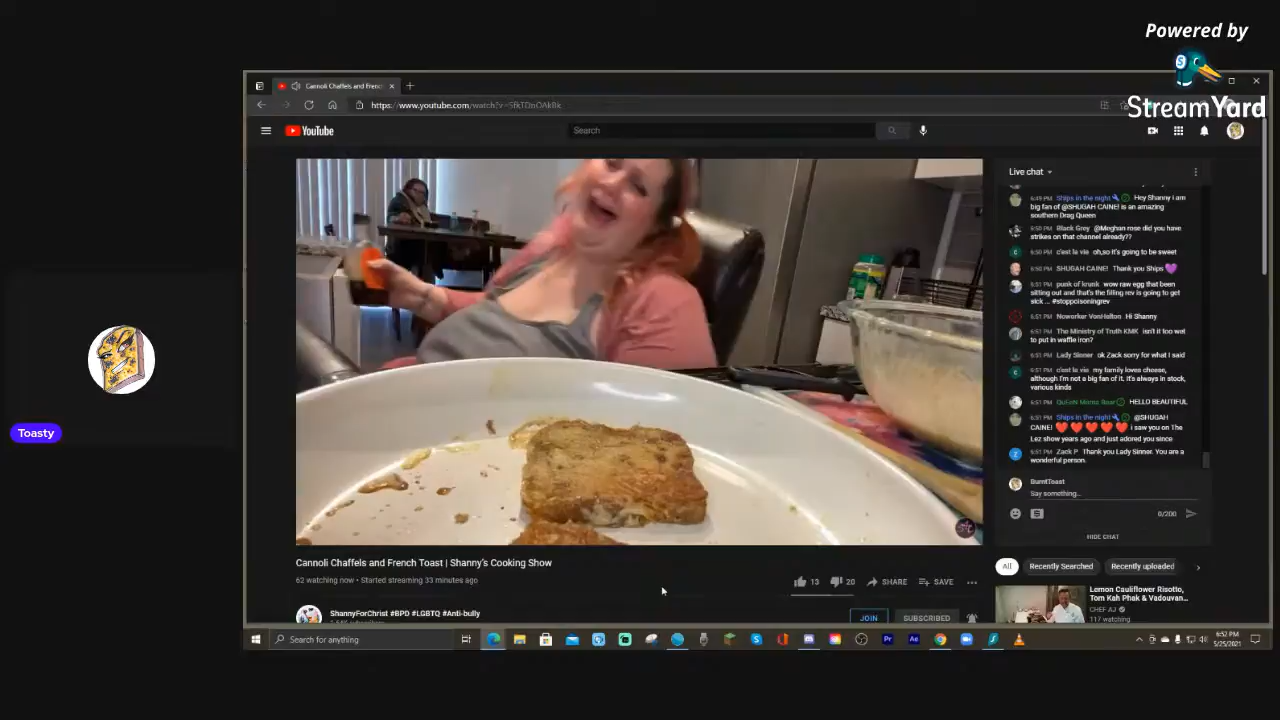 Powered by
StreamYard
Cannoli Chaffels and Frenc
https://www.youtube.com/watch?v=
YouTube
Search
Live chat
6:49 PM Ships in the night Hey Shanny i am
big fan of @SHUGAH CAINE! is an amazing
southern Drag Queen
6:50 PM Black Grey @Meghan rose did you have
strikes on that channel already??
6:50 PM c'est la vie oh,so it's going to be sweet
6:50 PM SHUGAH CAINE! Thank you Ships 💜
6:51 PM punk of krunk wow raw egg that been
sitting out and that's the filling rev is going to get
sick ... #stoppoisoningrev
6:51 PM Noworker VonHelton Hi Shanny
6:51 PM The Ministry of Truth KMK isn't it too wet
to put in waffle iron?
6:51 PM Lady Sinner ok Zack sorry for what I said
6:51 PM c'est la vie my family loves cheese,
although I'm not a big fan of it. it's always in stock,
various kinds
6:51 PM HELLO BEAUTIFUL
6:51 PM Ships in the night @SHUGAH
CAINE! ❤️❤️❤️❤️❤️ i saw you on The
Lez show years ago and just adored you since
6:51 PM Zack P Thank you Lady Sinner. You are a
wonderful person.
BurntToast
Say something...
0/200
HIDE CHAT
Toasty
Cannoli Chaffels and French Toast | Shanny's Cooking Show
62 watching now • Started streaming 33 minutes ago
13 20 SHARE SAVE
All Recently Searched Recently uploaded
Lemon Cauliflower Risotto,
Tom Kah Phak & Vadouvan...
CHEF AJ
117 watching
ShannyForChrist #BPD #LGBTQ #Anti-bully
JOIN SUBSCRIBED
Search for anything
6:52 PM
5/25/2021